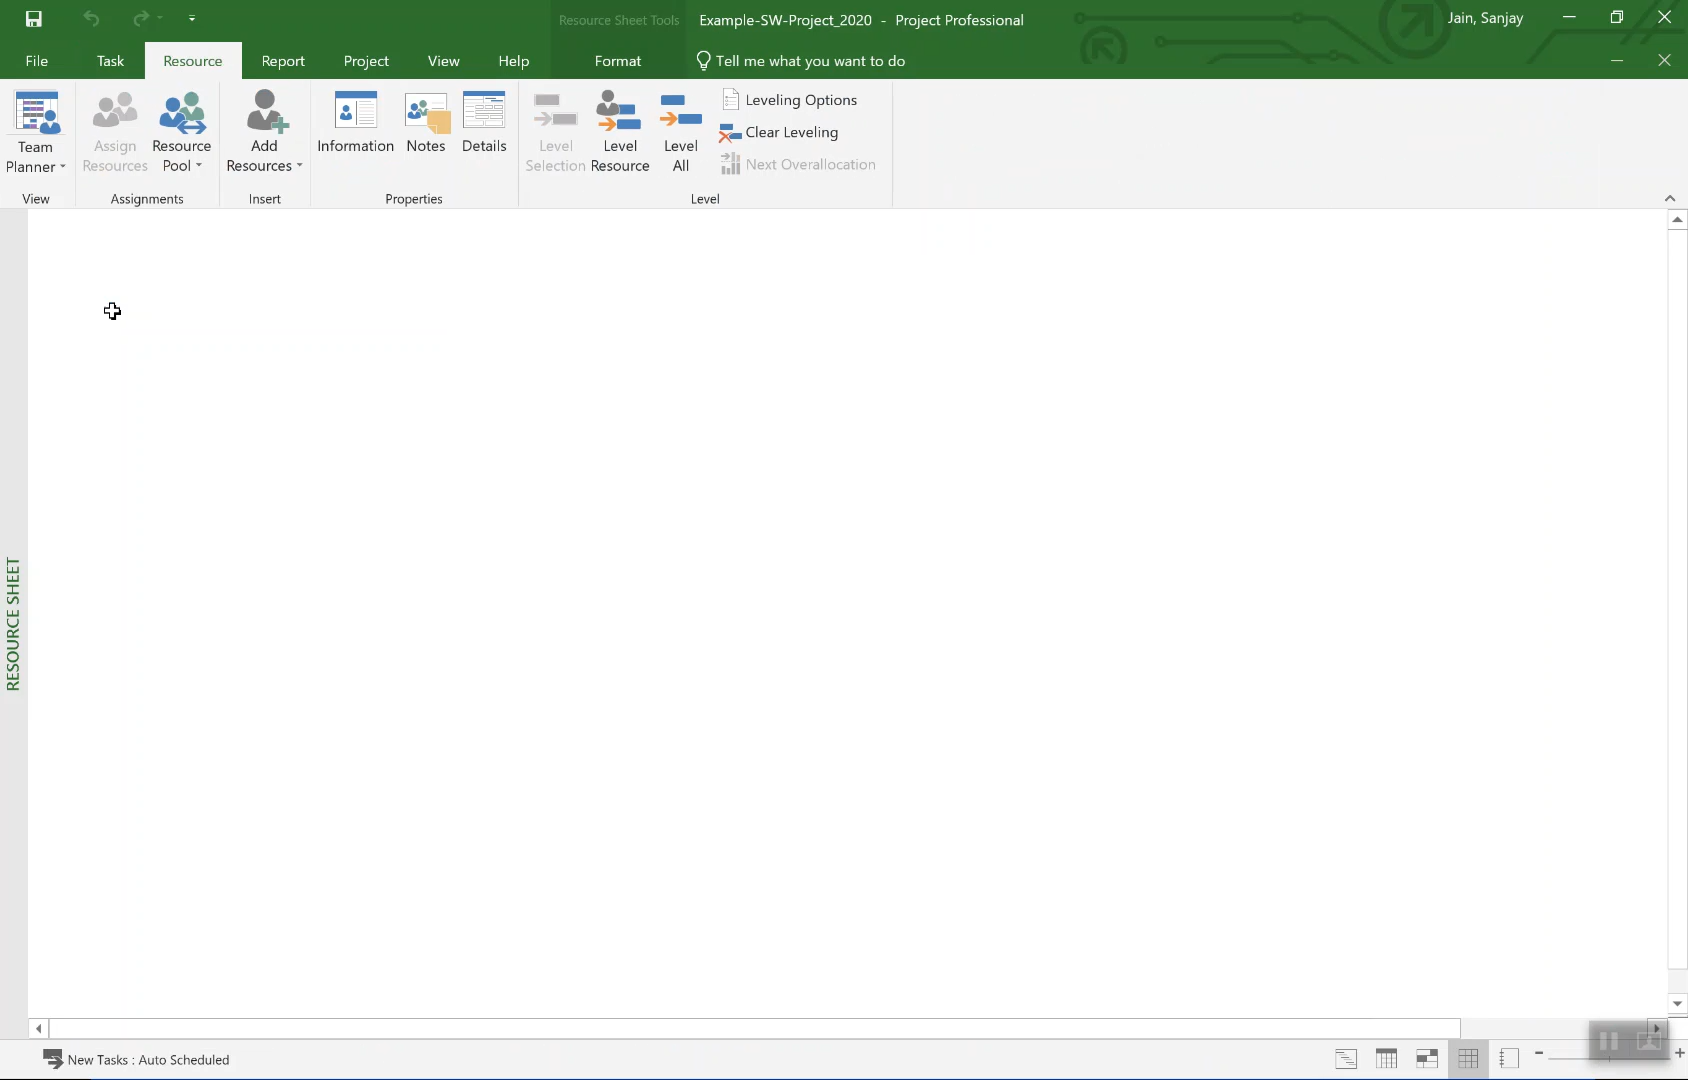 Resource Sheet Tools
Example-SW-Project_2020 - Project Professional
Jain, Sanjay
File
Task
Resource
Report
Project
View
Help
Format
Tell me what you want to do
Team
Planner
Assign
Resources
Resource
Pool
Add
Resources
Information
Notes
Details
Level
Selection
Level
Resource
Level
All
Leveling Options
Clear Leveling
Next Overallocation
View
Assignments
Insert
Properties
Level
RESOURCE SHEET
New Tasks : Auto Scheduled